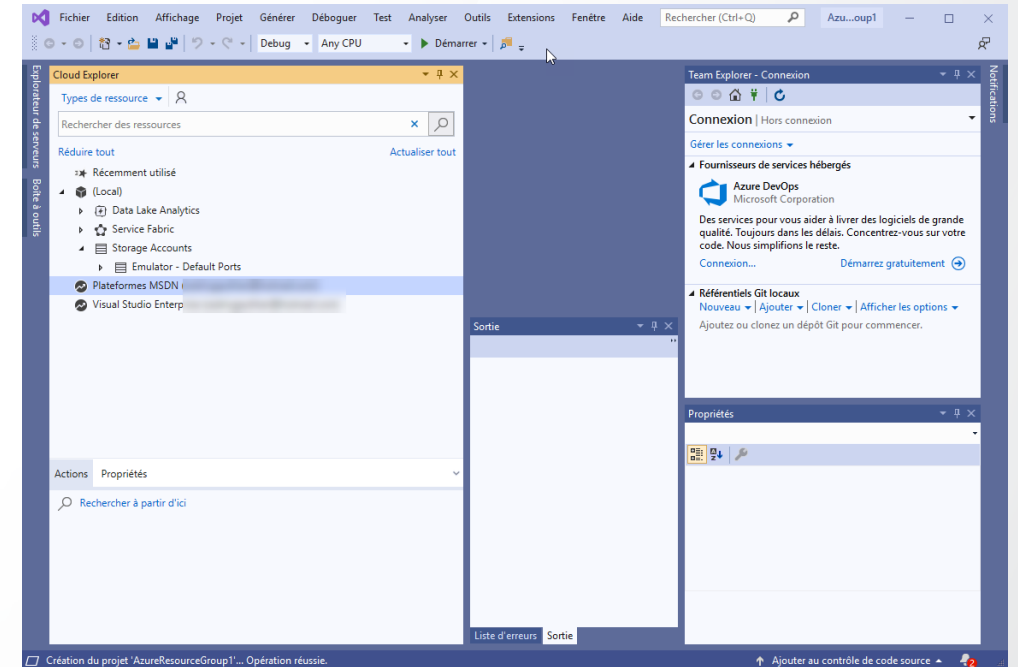 Fichier Edition Affichage Projet Générer Déboguer Test Analyser Outils Extensions Fenêtre Aide Rechercher (Ctrl+Q) Azu...oup1
Debug Any CPU Démarrer
Explorateur de serveurs
Boîte à outils
Cloud Explorer
Types de ressource
Rechercher des ressources
Réduire tout Actualiser tout
Récemment utilisé
(Local)
Data Lake Analytics
Service Fabric
Storage Accounts
Emulator - Default Ports
Plateformes MSDN
Visual Studio Enterp
Actions Propriétés
Rechercher à partir d'ici
Sortie
Liste d'erreurs Sortie
Team Explorer - Connexion
Connexion | Hors connexion
Gérer les connexions
Fournisseurs de services hébergés
Azure DevOps
Microsoft Corporation
Des services pour vous aider à livrer des logiciels de grande
qualité. Toujours dans les délais. Concentrez-vous sur votre
code. Nous simplifions le reste.
Connexion... Démarrez gratuitement
Référentiels Git locaux
Nouveau | Ajouter | Cloner | Afficher les options
Ajoutez ou clonez un dépôt Git pour commencer.
Propriétés
Notifications
Création du projet 'AzureResourceGroup1'... Opération réussie. Ajouter au contrôle de code source 2